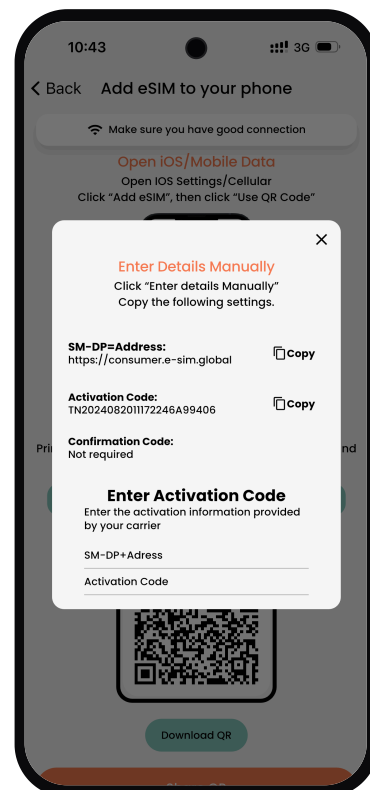 10:43
3G
Back Add eSIM to your phone
Make sure you have good connection
Open iOS/Mobile Data
Open IOS Settings/Cellular
Click “Add eSIM”, then click “Use QR Code”
Enter Details Manually
Click “Enter details Manually”
Copy the following settings.
SM-DP=Address:
https://consumer.e-sim.global
Copy
Activation Code:
TN2024082011172246A99406
Copy
Confirmation Code:
Not required
Enter Activation Code
Enter the activation information provided
by your carrier
SM-DP+Adress
Activation Code
Download QR